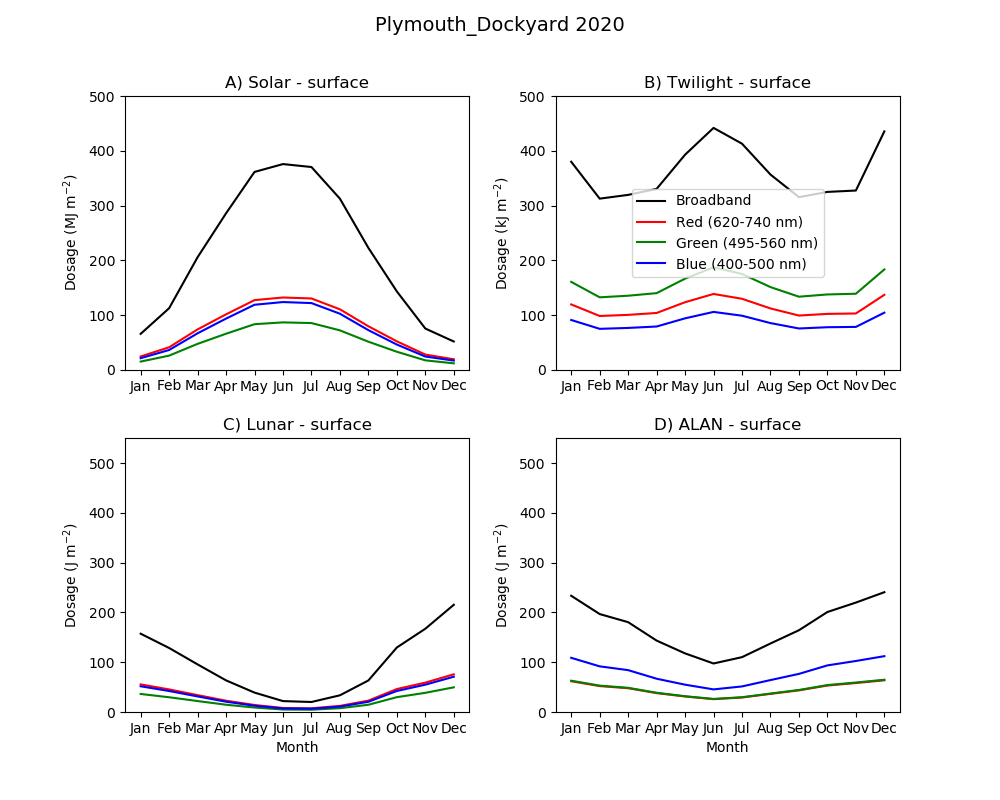 Plymouth_Dockyard 2020
A) Solar - surface
Dosage (MJ m⁻²)
500
400
300
200
100
0
Jan Feb Mar Apr May Jun Jul Aug Sep Oct Nov Dec
B) Twilight - surface
Dosage (kJ m⁻²)
500
400
300
200
100
0
Broadband
Red (620-740 nm)
Green (495-560 nm)
Blue (400-500 nm)
Jan Feb Mar Apr May Jun Jul Aug Sep Oct Nov Dec
C) Lunar - surface
Dosage (J m⁻²)
500
400
300
200
100
0
Jan Feb Mar Apr May Jun Jul Aug Sep Oct Nov Dec
Month
D) ALAN - surface
Dosage (J m⁻²)
500
400
300
200
100
0
Jan Feb Mar Apr May Jun Jul Aug Sep Oct Nov Dec
Month